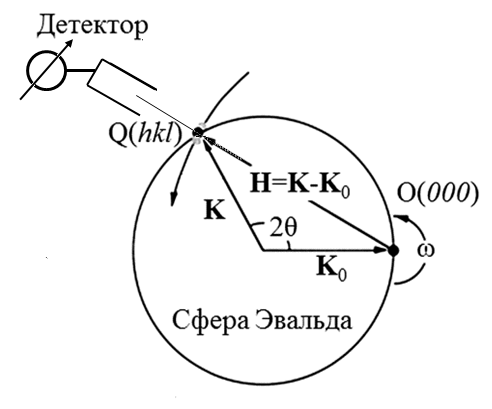 Детектор
Q(hkl)
H=K-K₀
O(000)
K
2θ
ω
K₀
Сфера Эвальда